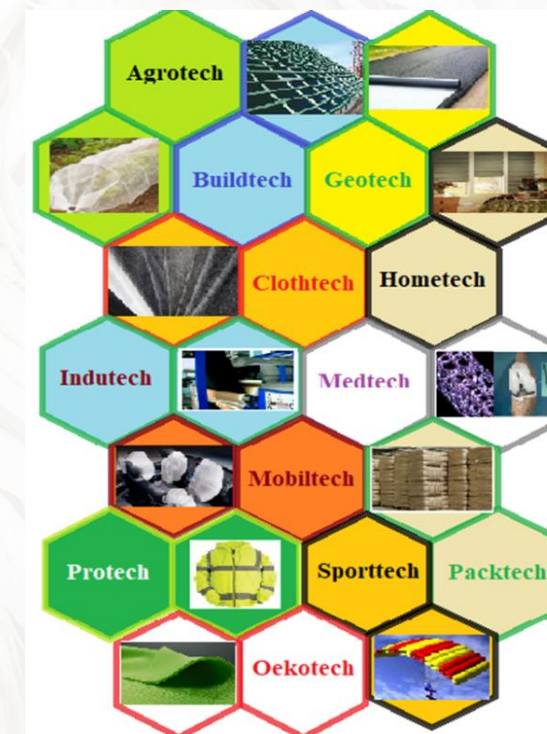 Agrotech
Buildtech
Geotech
Clothtech
Hometech
Indutech
Medtech
Mobiltech
Protech
Sporttech
Packtech
Oekotech